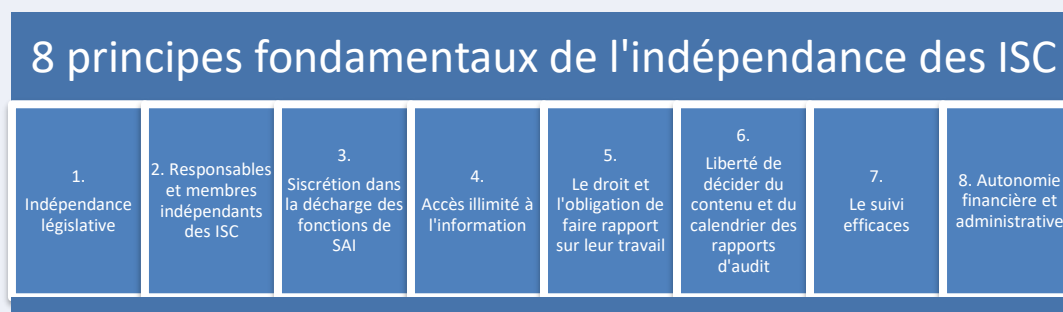 8 principes fondamentaux de l'indépendance des ISC
1.
Indépendance
législative
2. Responsables
et membres
indépendants
des ISC
3.
Siscrétion dans
la décharge des
fonctions de
SAI
4.
Accès illimité à
l'information
5.
Le droit et
l'obligation de
faire rapport
sur leur travail
6.
Liberté de
décider du
contenu et du
calendrier des
rapports
d'audit
7.
Le suivi
efficaces
8. Autonomie
financière et
administrative